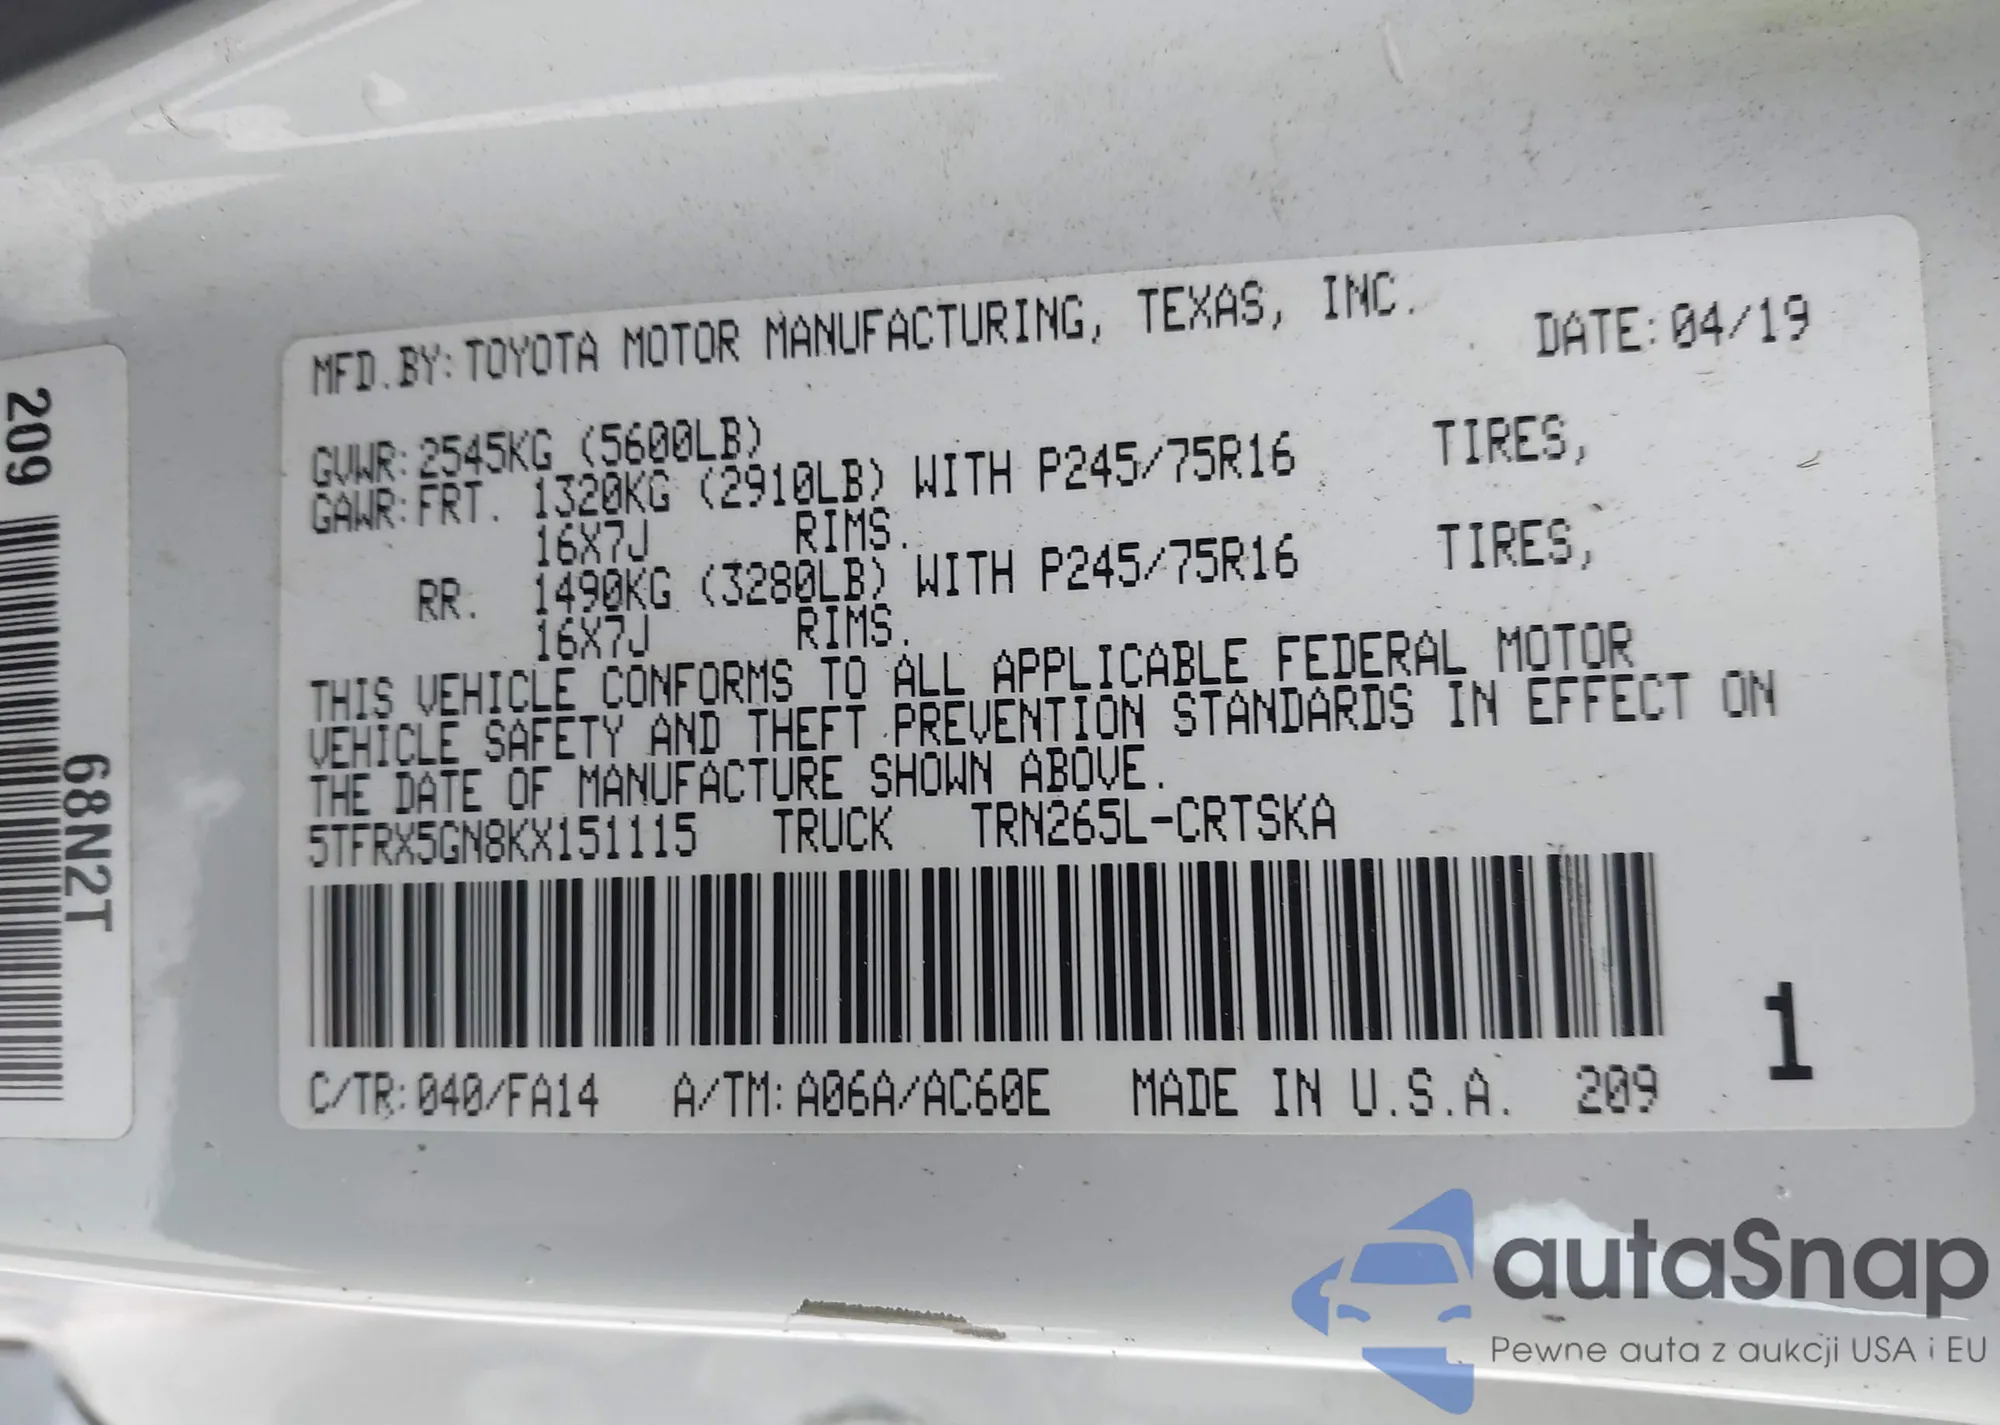 MFD.BY:TOYOTA MOTOR MANUFACTURING, TEXAS, INC. DATE:04/19
GVWR:2545KG (5600LB)
GAWR:FRT. 1320KG (2910LB) WITH P245/75R16 TIRES,
16X7J RIMS.
RR. 1490KG (3280LB) WITH P245/75R16 TIRES,
16X7J RIMS.
THIS VEHICLE CONFORMS TO ALL APPLICABLE FEDERAL MOTOR
VEHICLE SAFETY AND THEFT PREVENTION STANDARDS IN EFFECT ON
THE DATE OF MANUFACTURE SHOWN ABOVE.
5TFRX5GN8KX151115 TRUCK TRN265L-CRTSKA
1
C/TR:040/FA14 A/TM:A06A/AC60E MADE IN U.S.A. 209
209
68N2T
autoSnap
Pewne auta z aukcji USA i EU